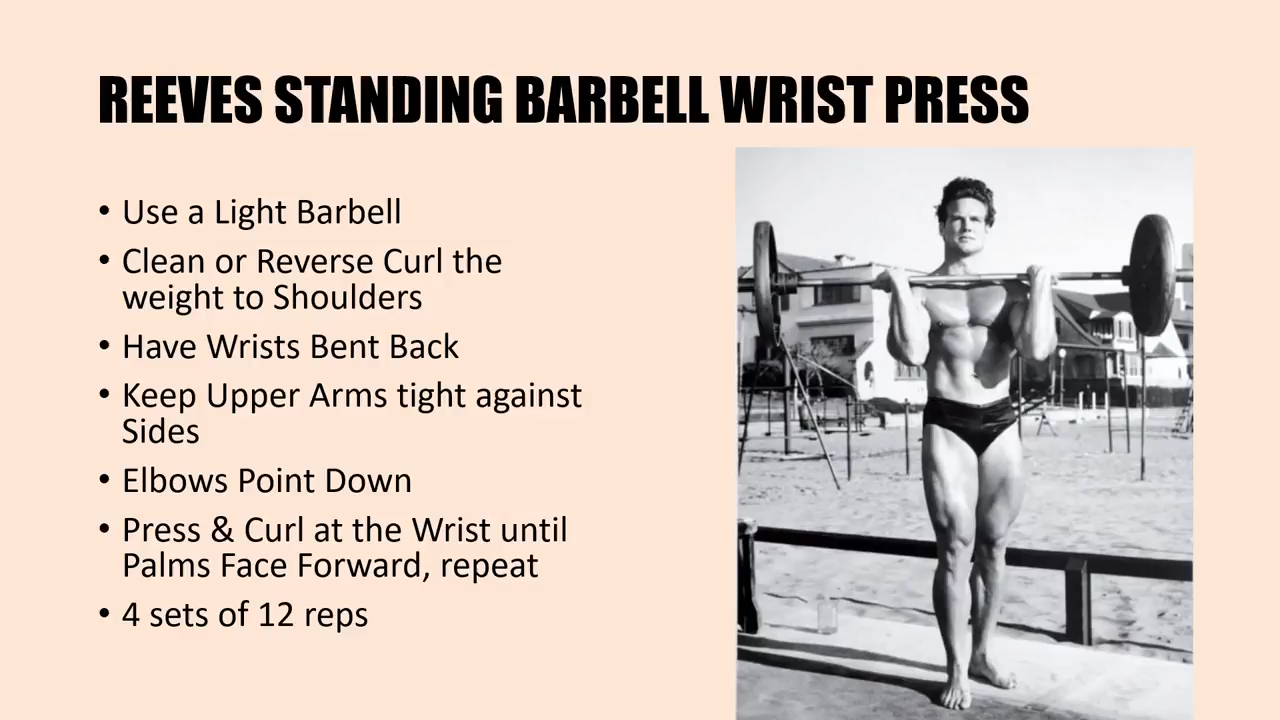 REEVES STANDING BARBELL WRIST PRESS
• Use a Light Barbell
• Clean or Reverse Curl the
weight to Shoulders
• Have Wrists Bent Back
• Keep Upper Arms tight against
Sides
• Elbows Point Down
• Press & Curl at the Wrist until
Palms Face Forward, repeat
• 4 sets of 12 reps